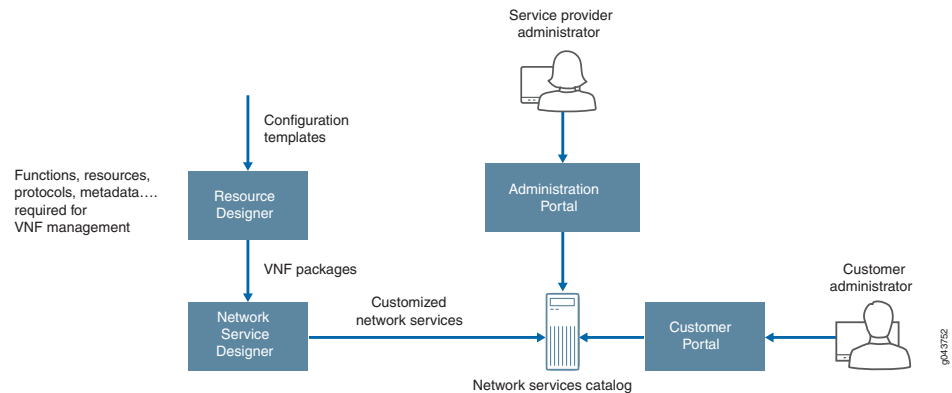 Service provider
administrator
Configuration
templates
Functions, resources,
protocols, metadata....
required for
VNF management
Resource
Designer
Administration
Portal
VNF packages
Customer
administrator
Network
Service
Designer
Customized
network services
Customer
Portal
Network services catalog
g043752